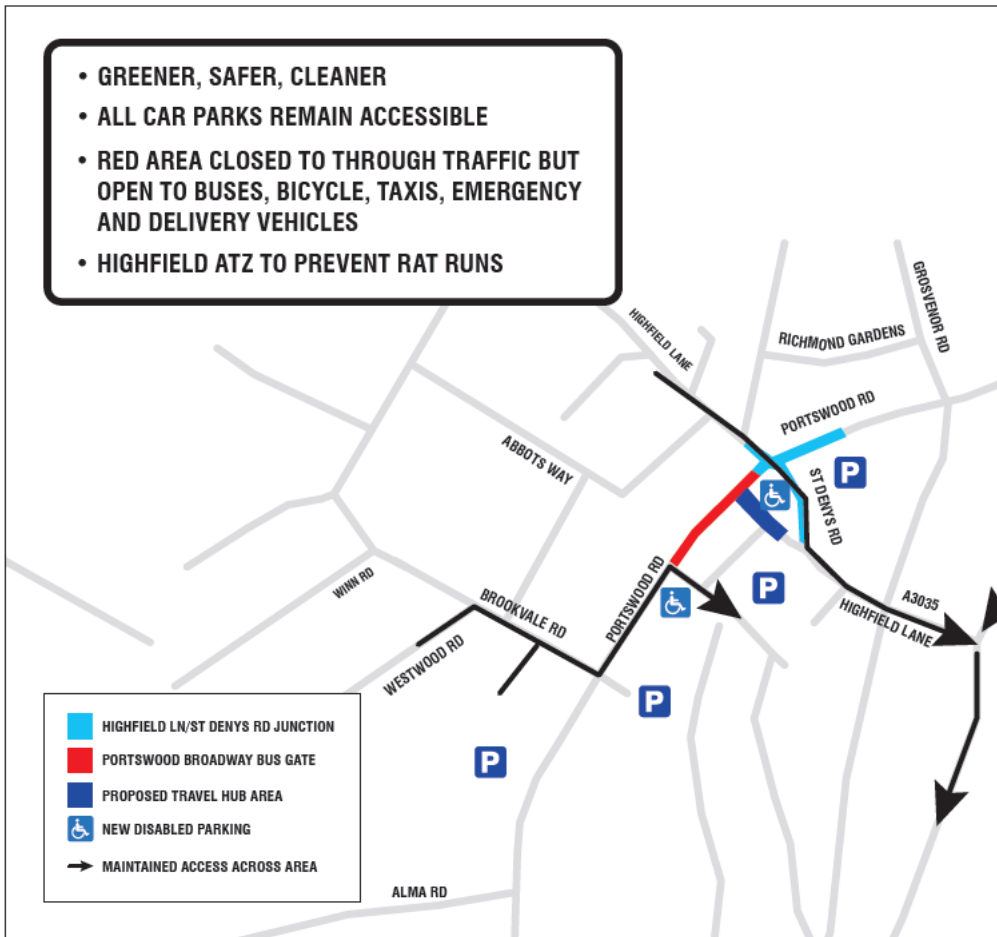 • GREENER, SAFER, CLEANER
• ALL CAR PARKS REMAIN ACCESSIBLE
• RED AREA CLOSED TO THROUGH TRAFFIC BUT
OPEN TO BUSES, BICYCLE, TAXIS, EMERGENCY
AND DELIVERY VEHICLES
• HIGHFIELD ATZ TO PREVENT RAT RUNS
GROSVENOR RD
HIGHFIELD LANE
RICHMOND GARDENS
PORTSWOOD RD
ABBOTS WAY
P
ST DENYS RD
WINN RD
BROOKVALE RD
PORTSWOOD RD
P
A3035
HIGHFIELD LANE
WESTWOOD RD
P
P
HIGHFIELD LN/ST DENYS RD JUNCTION
PORTSWOOD BROADWAY BUS GATE
PROPOSED TRAVEL HUB AREA
NEW DISABLED PARKING
MAINTAINED ACCESS ACROSS AREA
ALMA RD